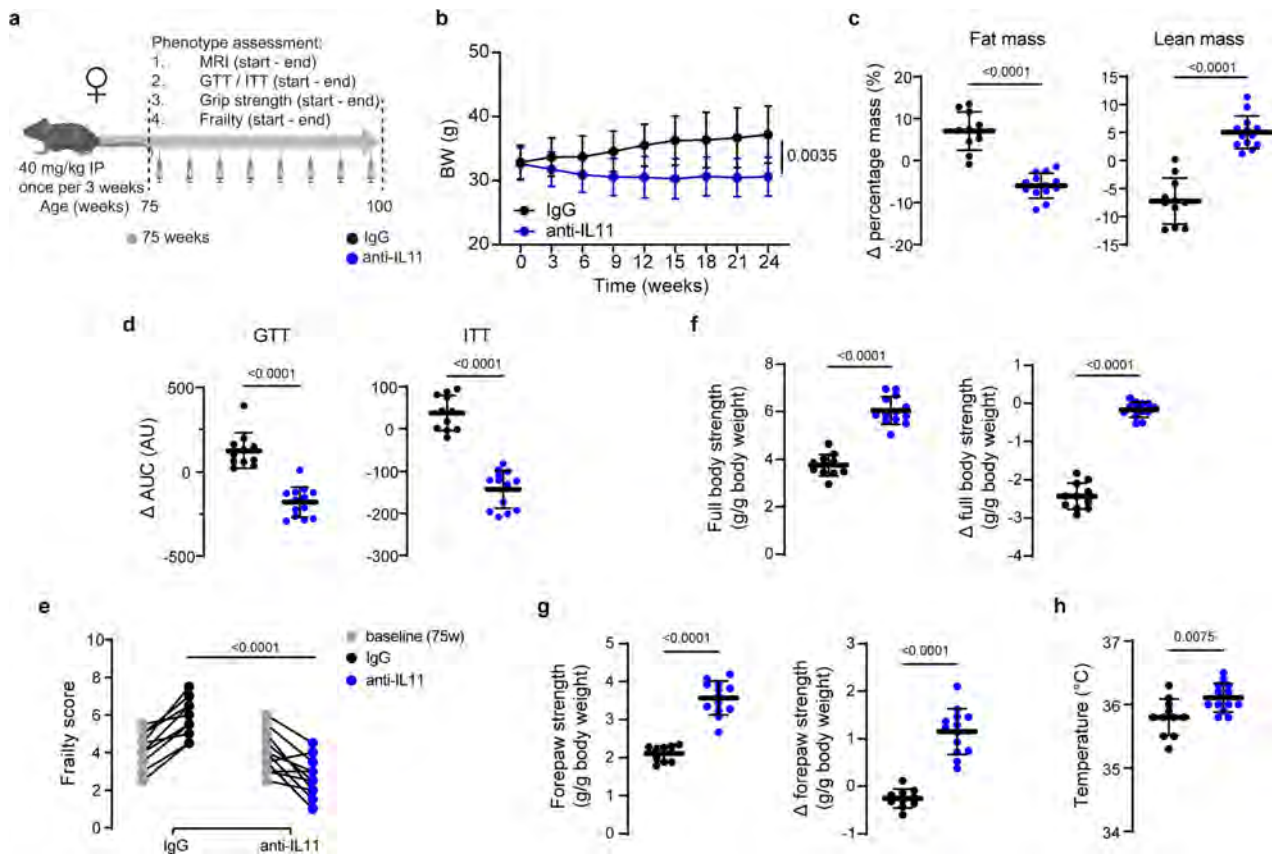 a
Phenotype assessment:
1. MRI (start - end)
2. GTT / ITT (start - end)
3. Grip strength (start - end)
4. Frailty (start - end)
♀
40 mg/kg IP
once per 3 weeks
Age (weeks) 75 100
75 weeks
IgG
anti-IL11
b
BW (g)
50
40
30
20
0.0035
IgG
anti-IL11
0 3 6 9 12 15 18 21 24
Time (weeks)
c
Fat mass Lean mass
<0.0001 <0.0001
Δ percentage mass (%)
20
10
0
-10
-20
15
10
5
0
-5
-10
-15
d
GTT ITT
<0.0001 <0.0001
Δ AUC (AU)
500
0
-500
100
0
-100
-200
-300
f
<0.0001 <0.0001
Full body strength
(g/g body weight)
8
6
4
2
0
Δ full body strength
(g/g body weight)
1
0
-1
-2
-3
-4
e
baseline (75w)
IgG
anti-IL11
<0.0001
Frailty score
10
8
6
4
2
0
IgG anti-IL11
g
<0.0001 <0.0001
Forepaw strength
(g/g body weight)
5
4
3
2
1
0
Δ forepaw strength
(g/g body weight)
3
2
1
0
-1
h
0.0075
Temperature (°C)
37
36
35
34